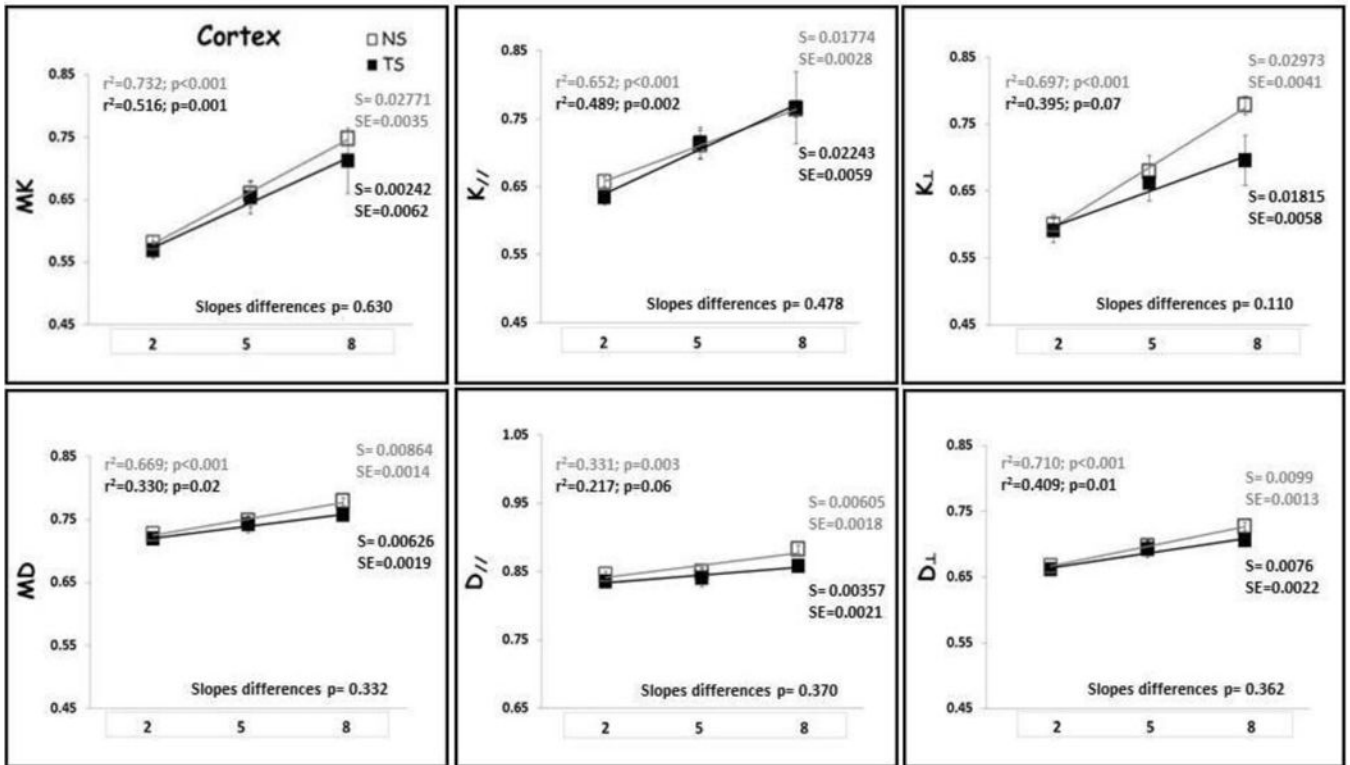 Cortex
NS
TS
0.85
0.75
0.65
0.55
0.45
MK
r²=0.732; p<0.001
r²=0.516; p=0.001
S= 0.02771
SE=0.0035
S= 0.00242
SE=0.0062
Slopes differences p= 0.630
2 5 8
0.85
0.75
0.65
0.55
0.45
K//
r²=0.652; p<0.001
r²=0.489; p=0.002
S= 0.01774
SE=0.0028
S= 0.02243
SE=0.0059
Slopes differences p= 0.478
2 5 8
0.85
0.75
0.65
0.55
0.45
K⊥
r²=0.697; p<0.001
r²=0.395; p=0.07
S= 0.02973
SE=0.0041
S= 0.01815
SE=0.0058
Slopes differences p= 0.110
2 5 8
0.85
0.75
0.65
0.55
0.45
MD
r²=0.669; p<0.001
r²=0.330; p=0.02
S= 0.00864
SE=0.0014
S= 0.00626
SE=0.0019
Slopes differences p= 0.332
2 5 8
1.05
0.95
0.85
0.75
0.65
D//
r²=0.331; p=0.003
r²=0.217; p=0.06
S= 0.00605
SE=0.0018
S= 0.00357
SE=0.0021
Slopes differences p= 0.370
2 5 8
0.85
0.75
0.65
0.55
0.45
D⊥
r²=0.710; p<0.001
r²=0.409; p=0.01
S= 0.0099
SE=0.0013
S= 0.0076
SE=0.0022
Slopes differences p= 0.362
2 5 8